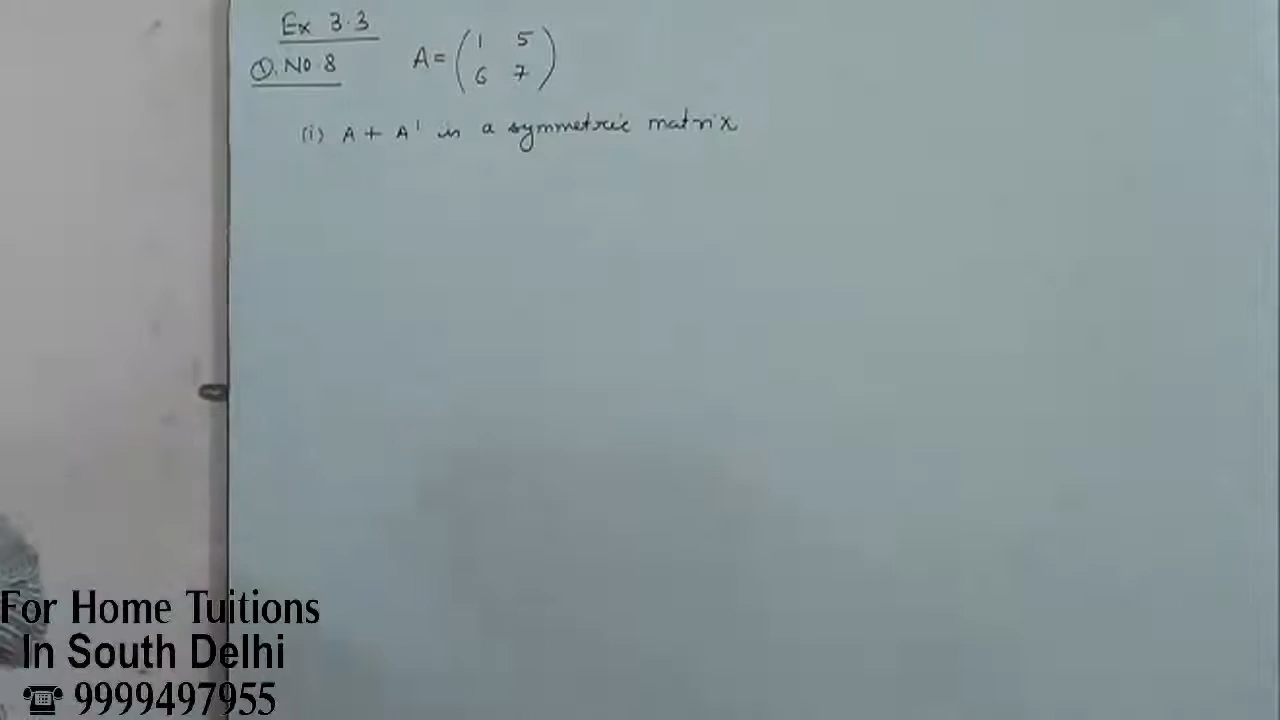 Ex 3.3
Q. No 8 A = ( 1 5
6 7 )
(i) A + A' is a symmetric matrix
For Home Tuitions
In South Delhi
☎ 9999497955